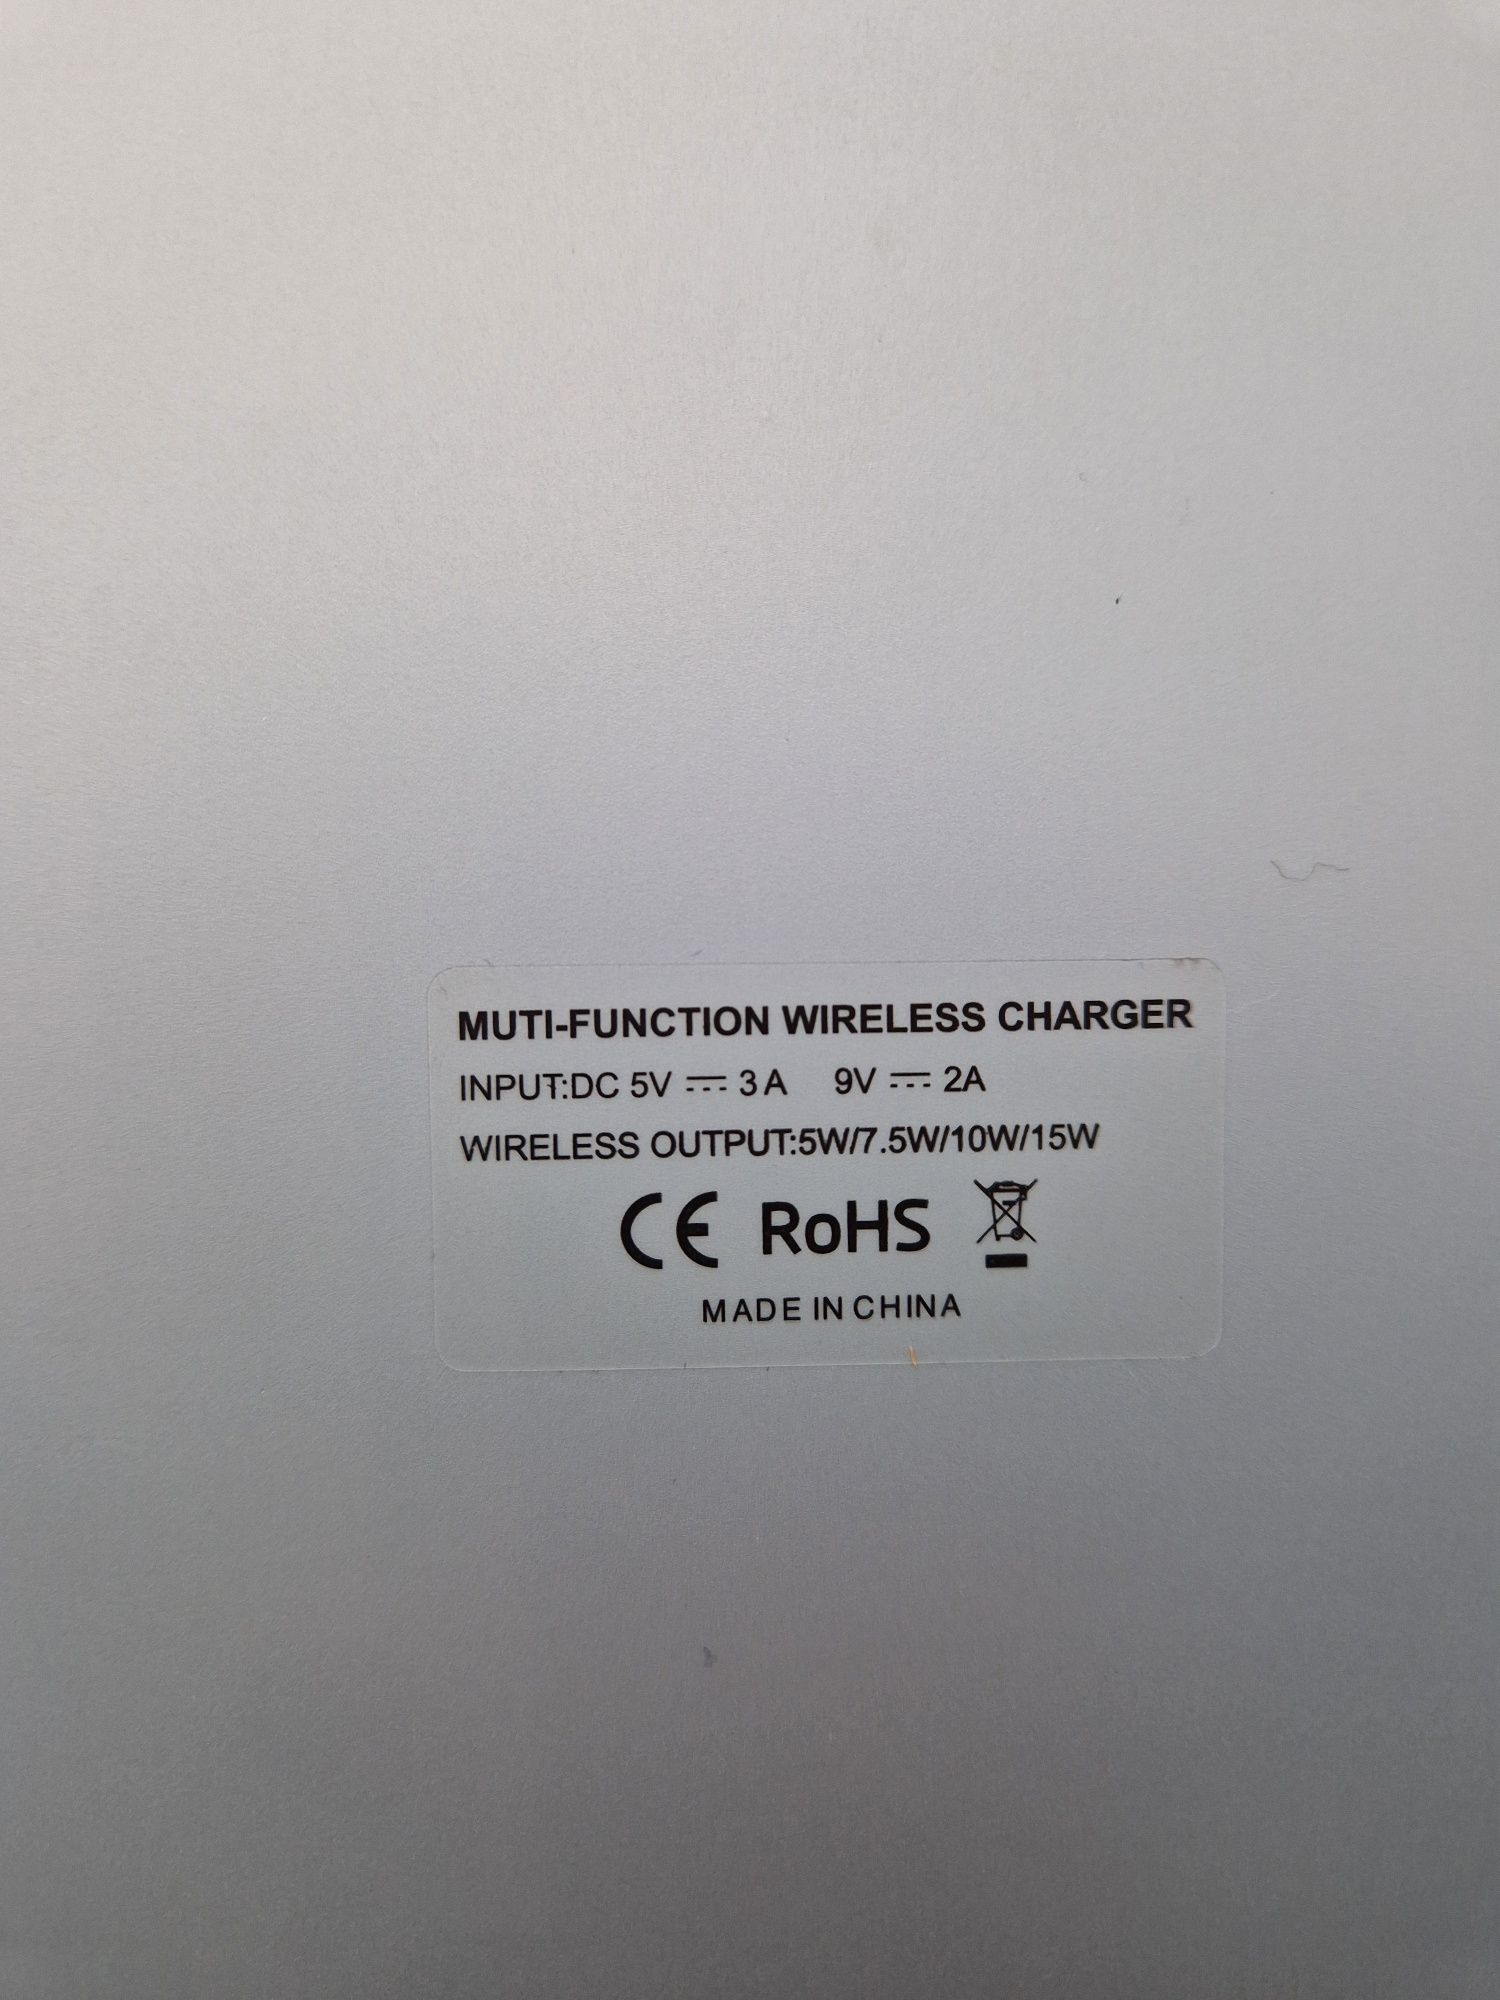 MUTI-FUNCTION WIRELESS CHARGER
INPUT:DC 5V ⎓ 3A 9V ⎓ 2A
WIRELESS OUTPUT:5W/7.5W/10W/15W
CE RoHS
MADE IN CHINA